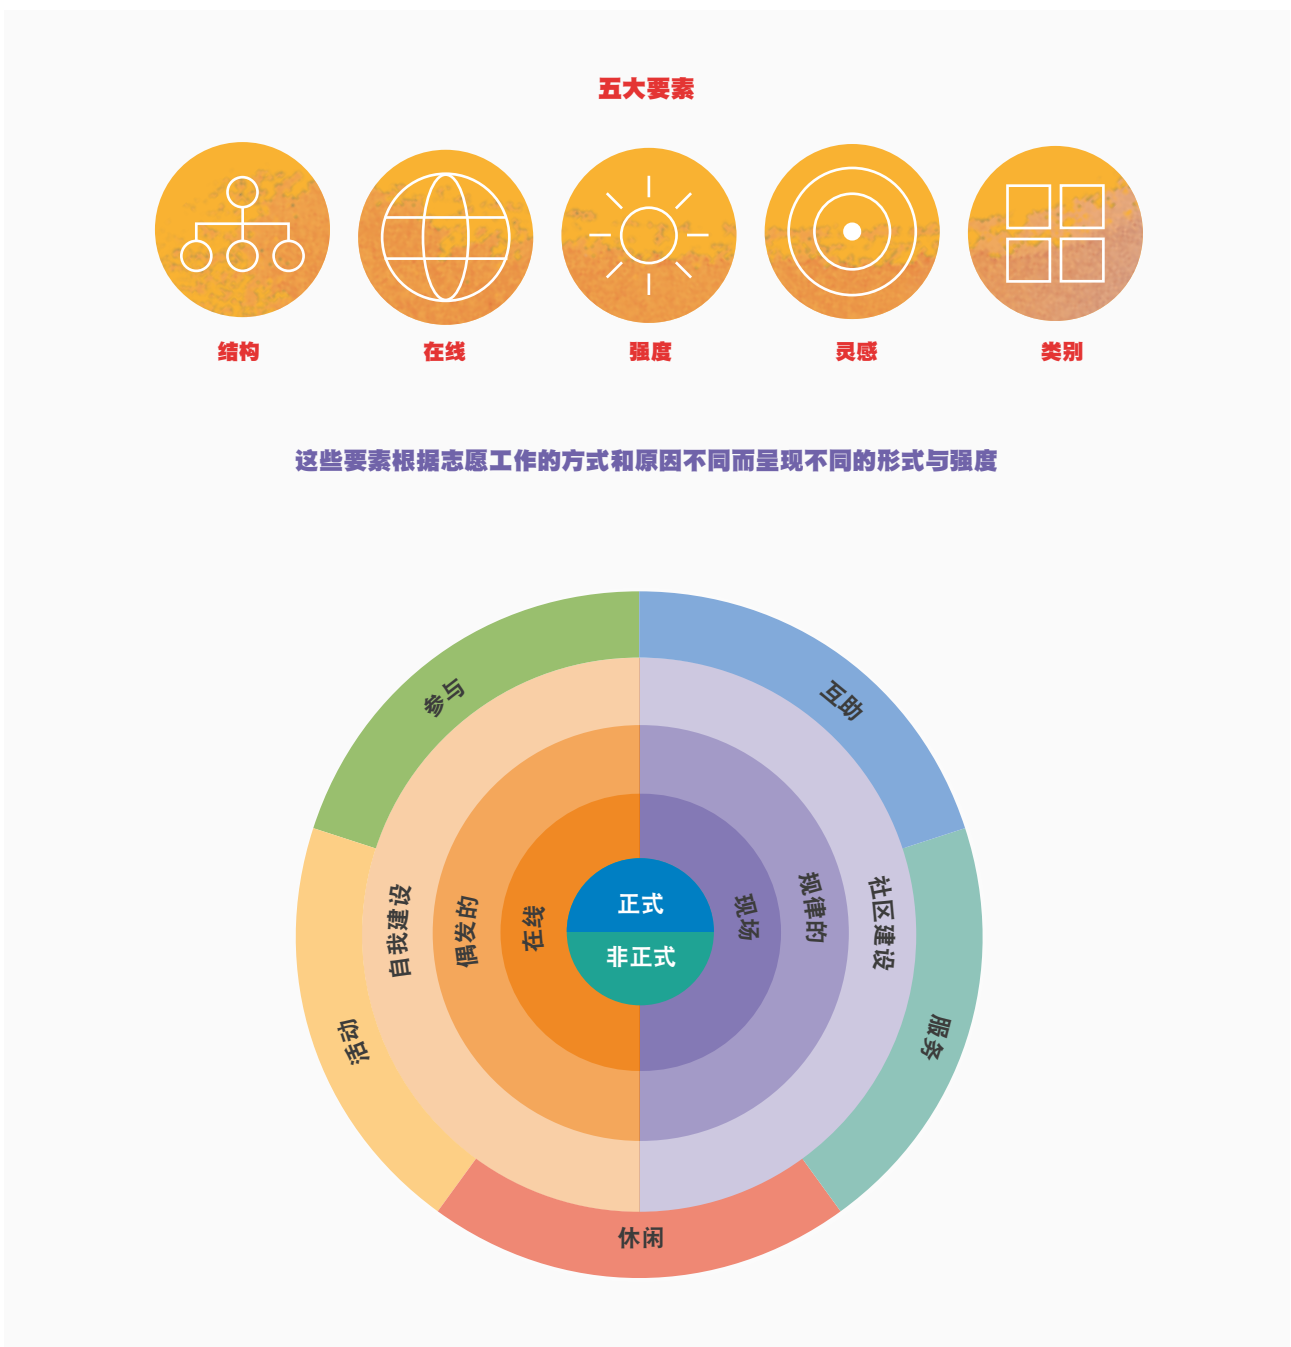 五大要素
结构
在线
强度
灵感
类别
这些要素根据志愿工作的方式和原因不同而呈现不同的形式与强度
参与
互助
自我建设
偶发的
在线
正式
非正式
现场
规律的
社区建设
活动
服务
休闲